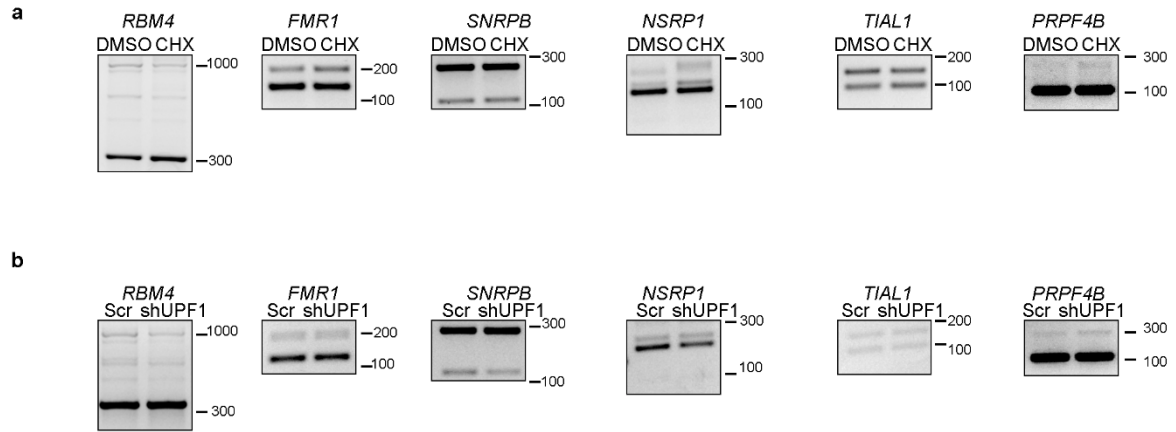 a
RBM4 FMR1 SNRPB NSRP1 TIAL1 PRPF4B
DMSO CHX DMSO CHX DMSO CHX DMSO CHX DMSO CHX DMSO CHX
1000 200 300 300 200 300
300 100 100 100 100 100
b
RBM4 FMR1 SNRPB NSRP1 TIAL1 PRPF4B
Scr shUPF1 Scr shUPF1 Scr shUPF1 Scr shUPF1 Scr shUPF1 Scr shUPF1
1000 200 300 300 200 300
300 100 100 100 100 100